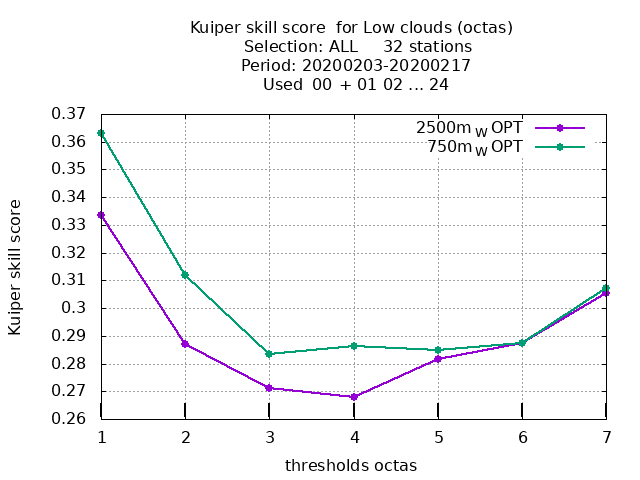 Kuiper skill score  for Low clouds (octas)
Selection: ALL     32 stations
Period: 20200203-20200217
Used  00 + 01 02 ... 24
2500m W OPT
750m W OPT
Kuiper skill score
0.37
0.36
0.35
0.34
0.33
0.32
0.31
0.3
0.29
0.28
0.27
0.26
1 2 3 4 5 6 7
thresholds octas